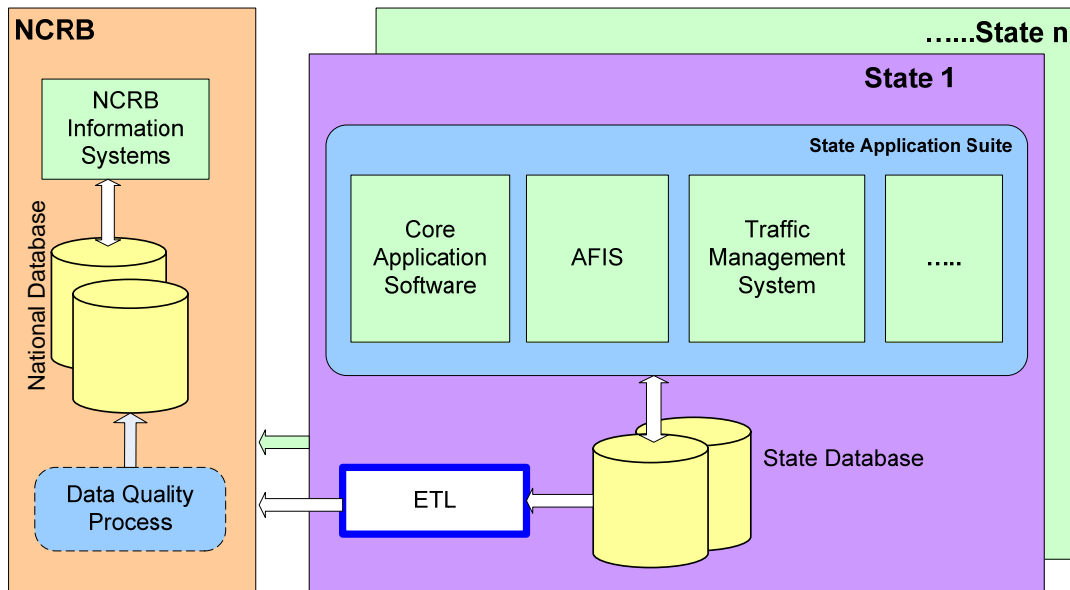 NCRB
NCRB
Information
Systems
National Database
Data Quality
Process
…...State n
State 1
State Application Suite
Core
Application
Software
AFIS
Traffic
Management
System
…..
State Database
ETL